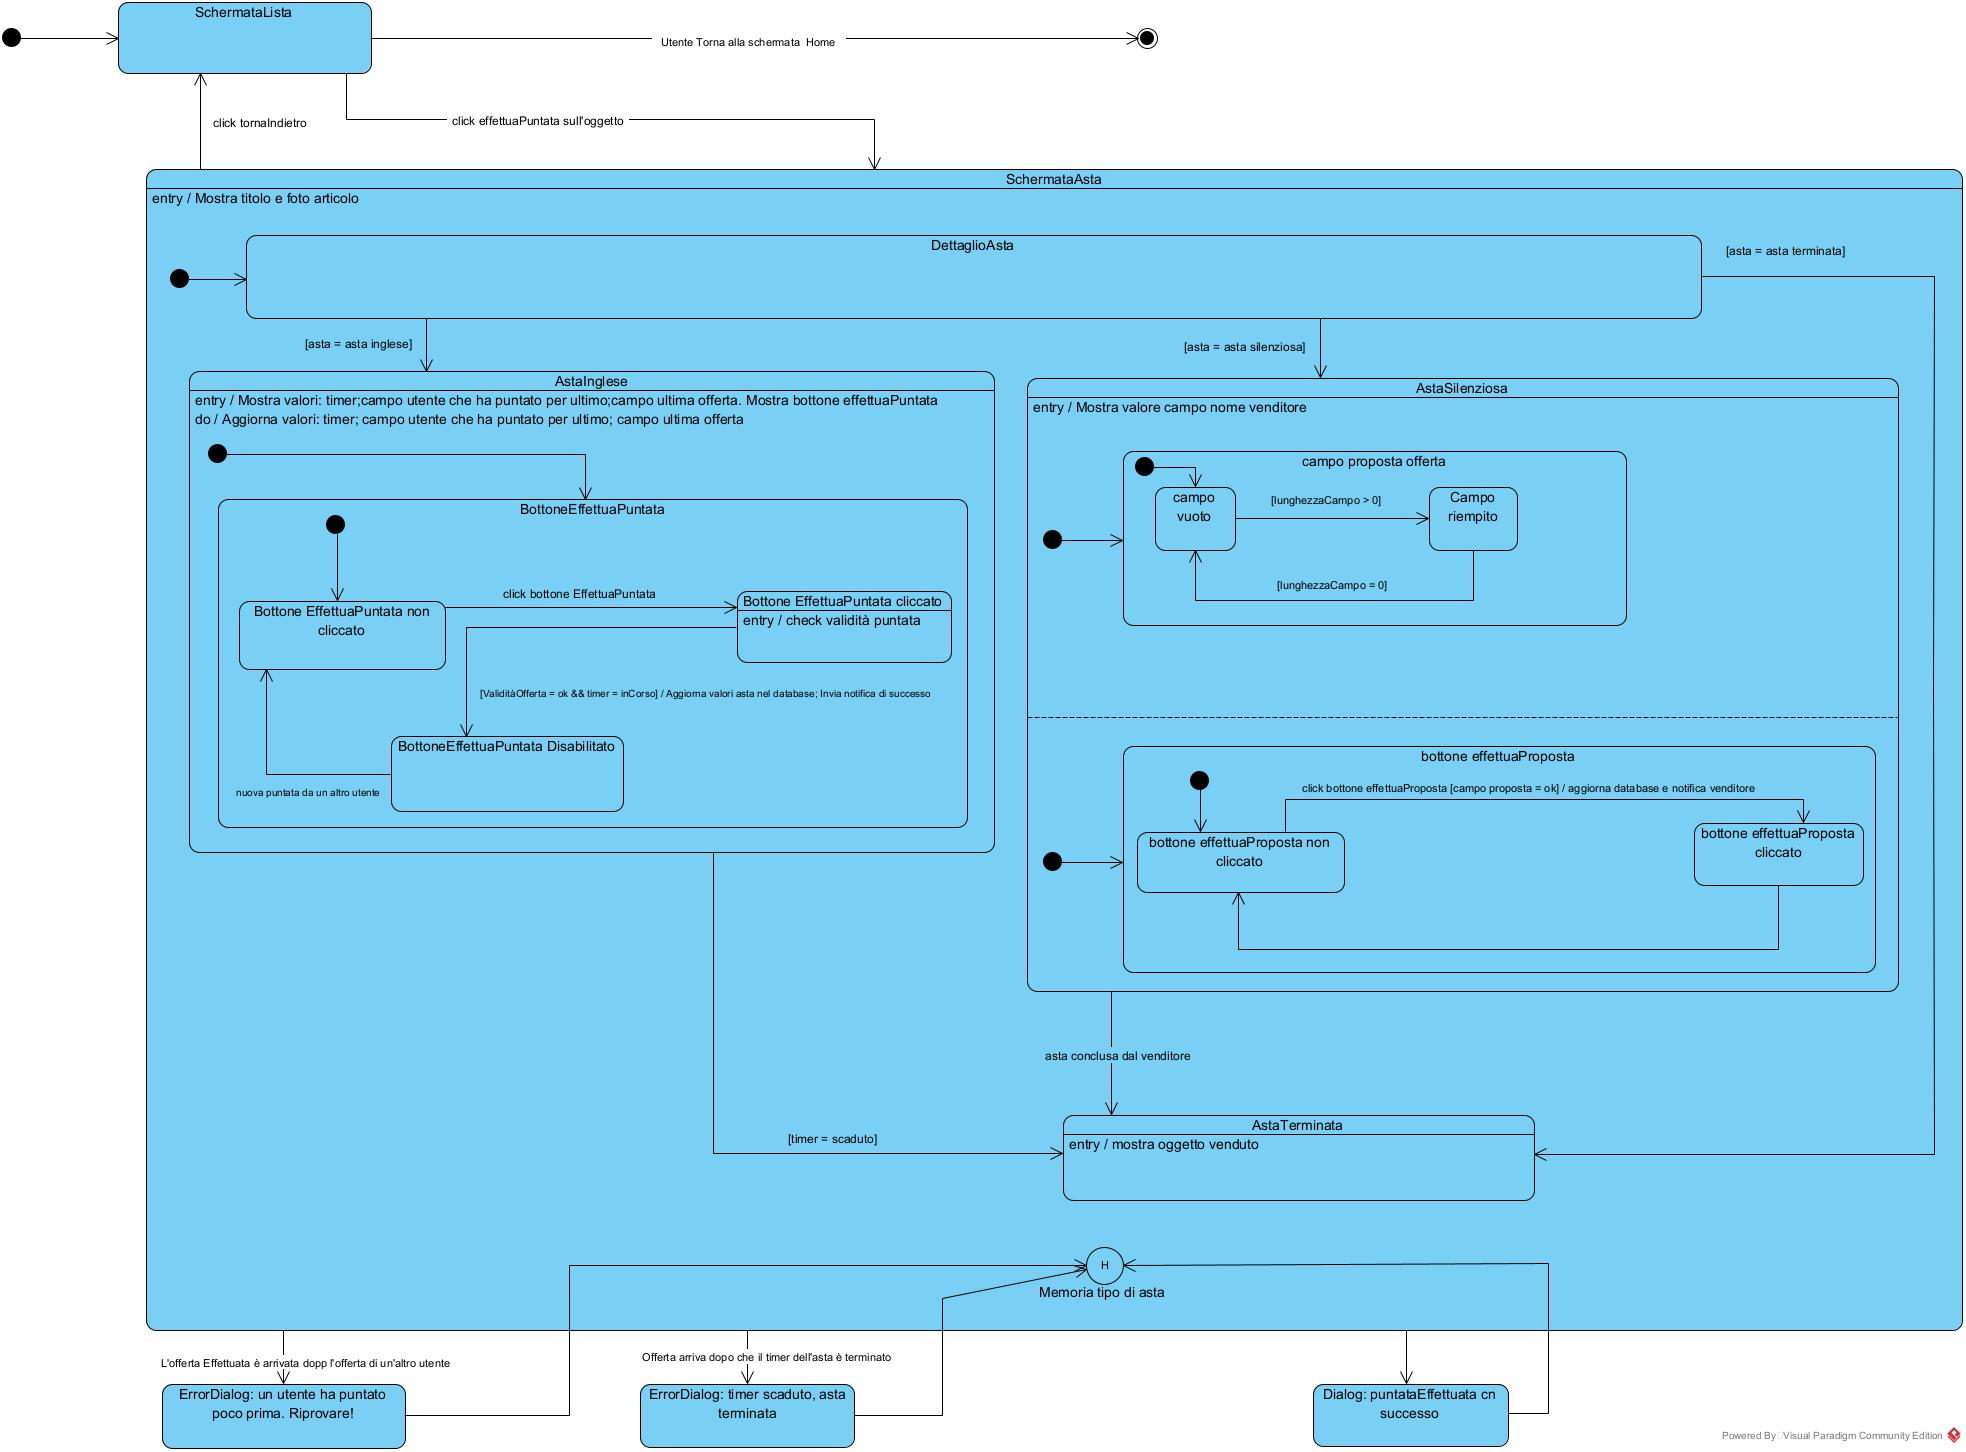 SchermataLista
Utente Torna alla schermata  Home
click tornaIndietro
click effettuaPuntata sull'oggetto
SchermataAsta
entry / Mostra titolo e foto articolo
DettaglioAsta
[asta = asta terminata]
[asta = asta inglese]
[asta = asta silenziosa]
AstaInglese
entry / Mostra valori: timer;campo utente che ha puntato per ultimo;campo ultima offerta. Mostra bottone effettuaPuntata
do / Aggiorna valori: timer; campo utente che ha puntato per ultimo; campo ultima offerta
BottoneEffettuaPuntata
Bottone EffettuaPuntata non
cliccato
click bottone EffettuaPuntata
Bottone EffettuaPuntata cliccato
entry / check validità puntata
[ValiditàOfferta = ok && timer = inCorso] / Aggiorna valori asta nel database; Invia notifica di successo
BottoneEffettuaPuntata Disabilitato
nuova puntata da un altro utente
AstaSilenziosa
entry / Mostra valore campo nome venditore
campo proposta offerta
campo
vuoto
[lunghezzaCampo > 0]
Campo
riempito
[lunghezzaCampo = 0]
bottone effettuaProposta
click bottone effettuaProposta [campo proposta = ok] / aggiorna database e notifica venditore
bottone effettuaProposta non
cliccato
bottone effettuaProposta
cliccato
asta conclusa dal venditore
[timer = scaduto]
AstaTerminata
entry / mostra oggetto venduto
H
Memoria tipo di asta
L'offerta Effettuata è arrivata dopp l'offerta di un'altro utente
Offerta arriva dopo che il timer dell'asta è terminato
ErrorDialog: un utente ha puntato
poco prima. Riprovare!
ErrorDialog: timer scaduto, asta
terminata
Dialog: puntataEffettuata cn
successo
Powered By Visual Paradigm Community Edition